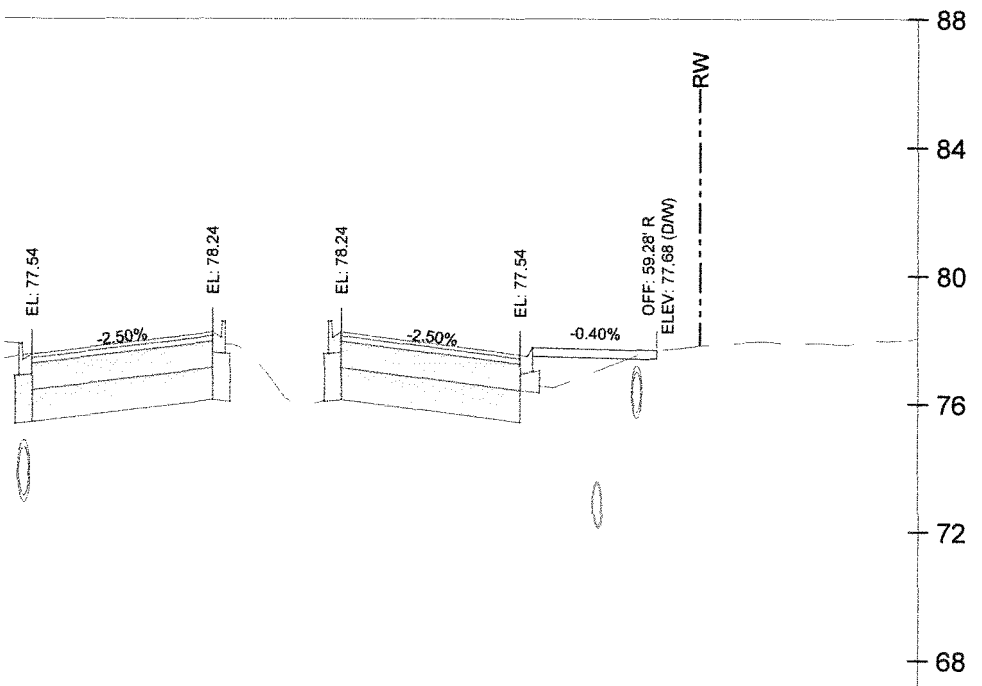 88
RW
84
OFF: 59.28' R
ELEV: 77.68 (D/W)
80
EL: 77.54
EL: 78.24
EL: 78.24
EL: 77.54
-2.50%
-2.50%
-0.40%
76
72
68